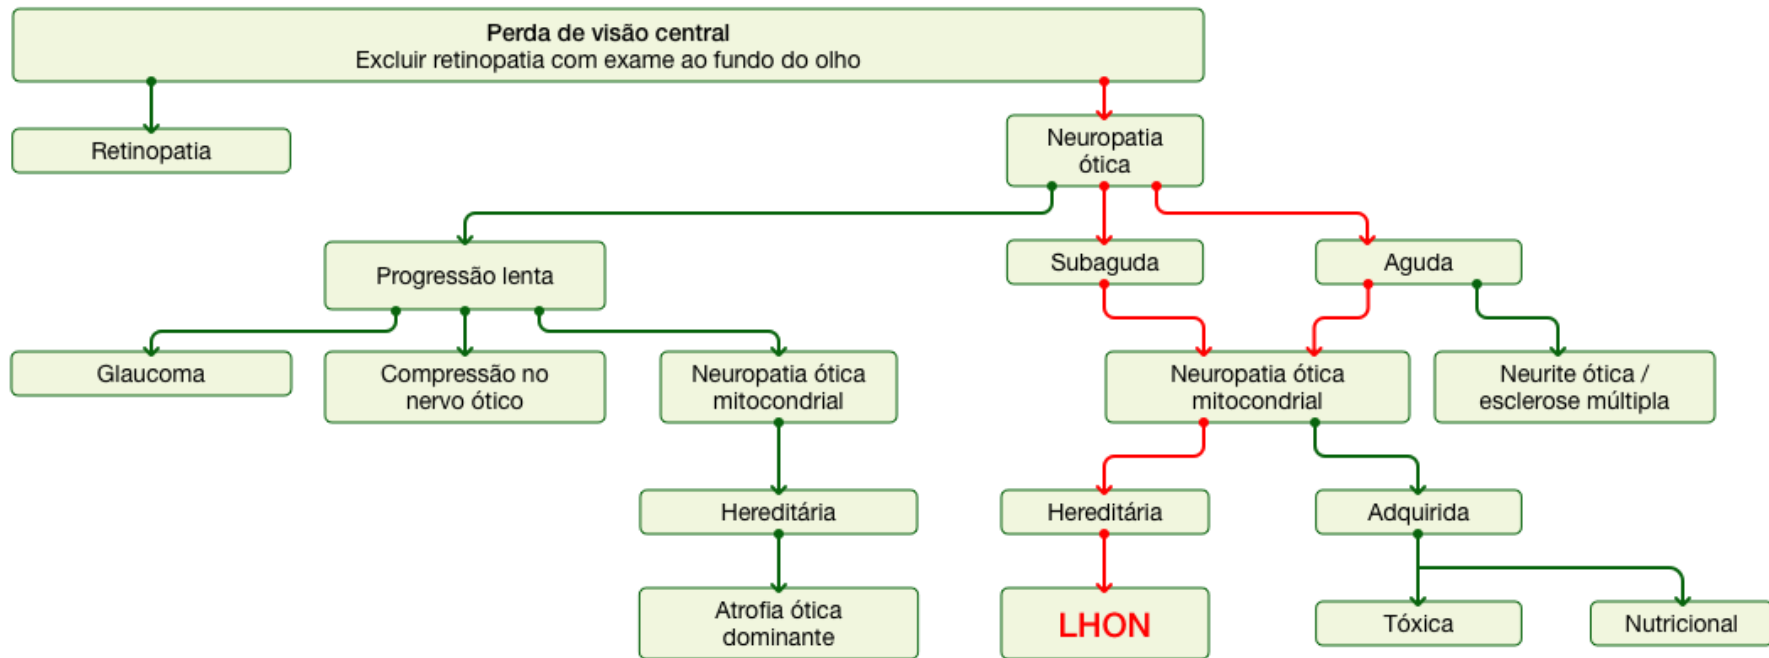 Perda de visão central
Excluir retinopatia com exame ao fundo do olho
Retinopatia
Neuropatia
ótica
Progressão lenta
Subaguda
Aguda
Glaucoma
Compressão no
nervo ótico
Neuropatia ótica
mitocondrial
Neuropatia ótica
mitocondrial
Neurite ótica /
esclerose múltipla
Hereditária
Hereditária
Adquirida
Atrofia ótica
dominante
LHON
Tóxica
Nutricional